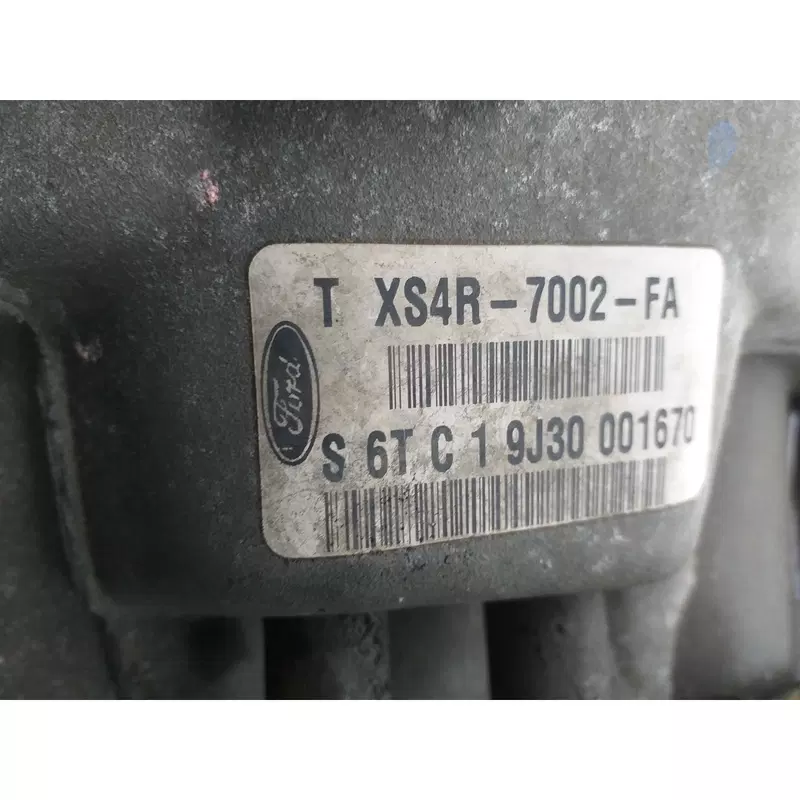 T XS4R-7002-FA
Ford
S 6T C 1 9J30 001670